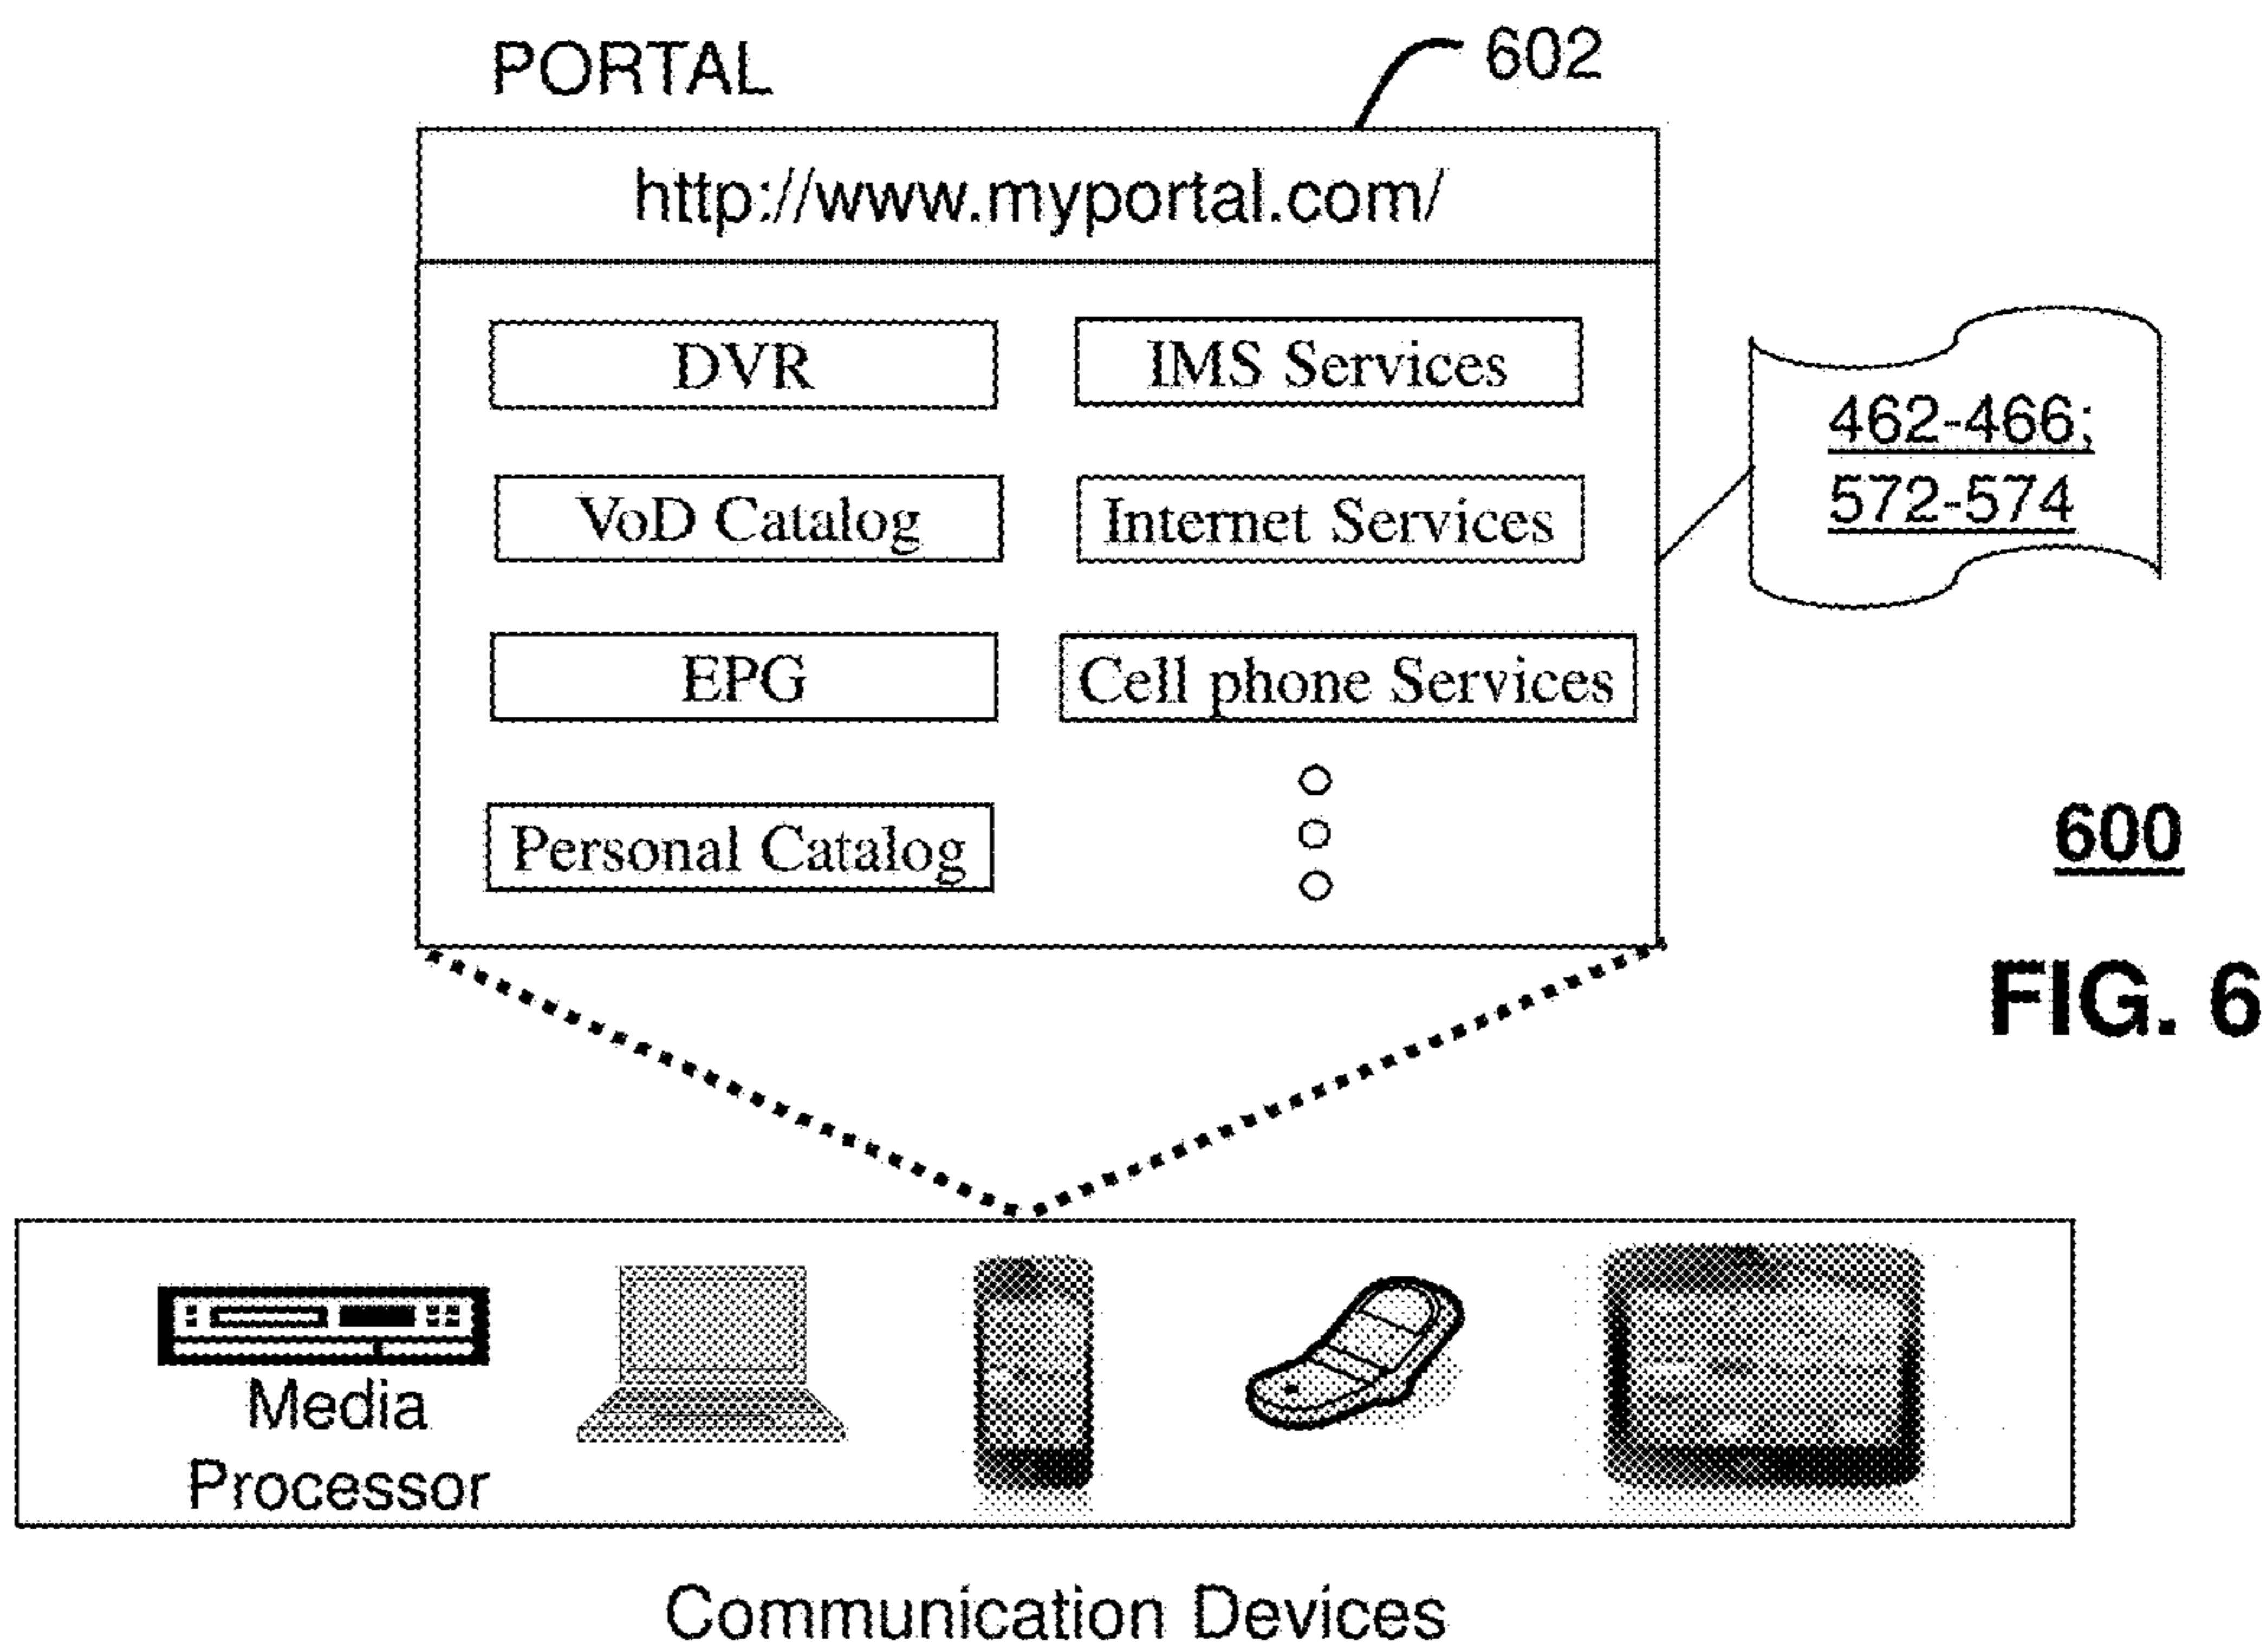 PORTAL
602
http://www.myportal.com/
DVR
IMS Services
VoD Catalog
Internet Services
EPG
Cell phone Services
Personal Catalog
462-466;
572-574
600
FIG. 6
Media
Processor
Communication Devices